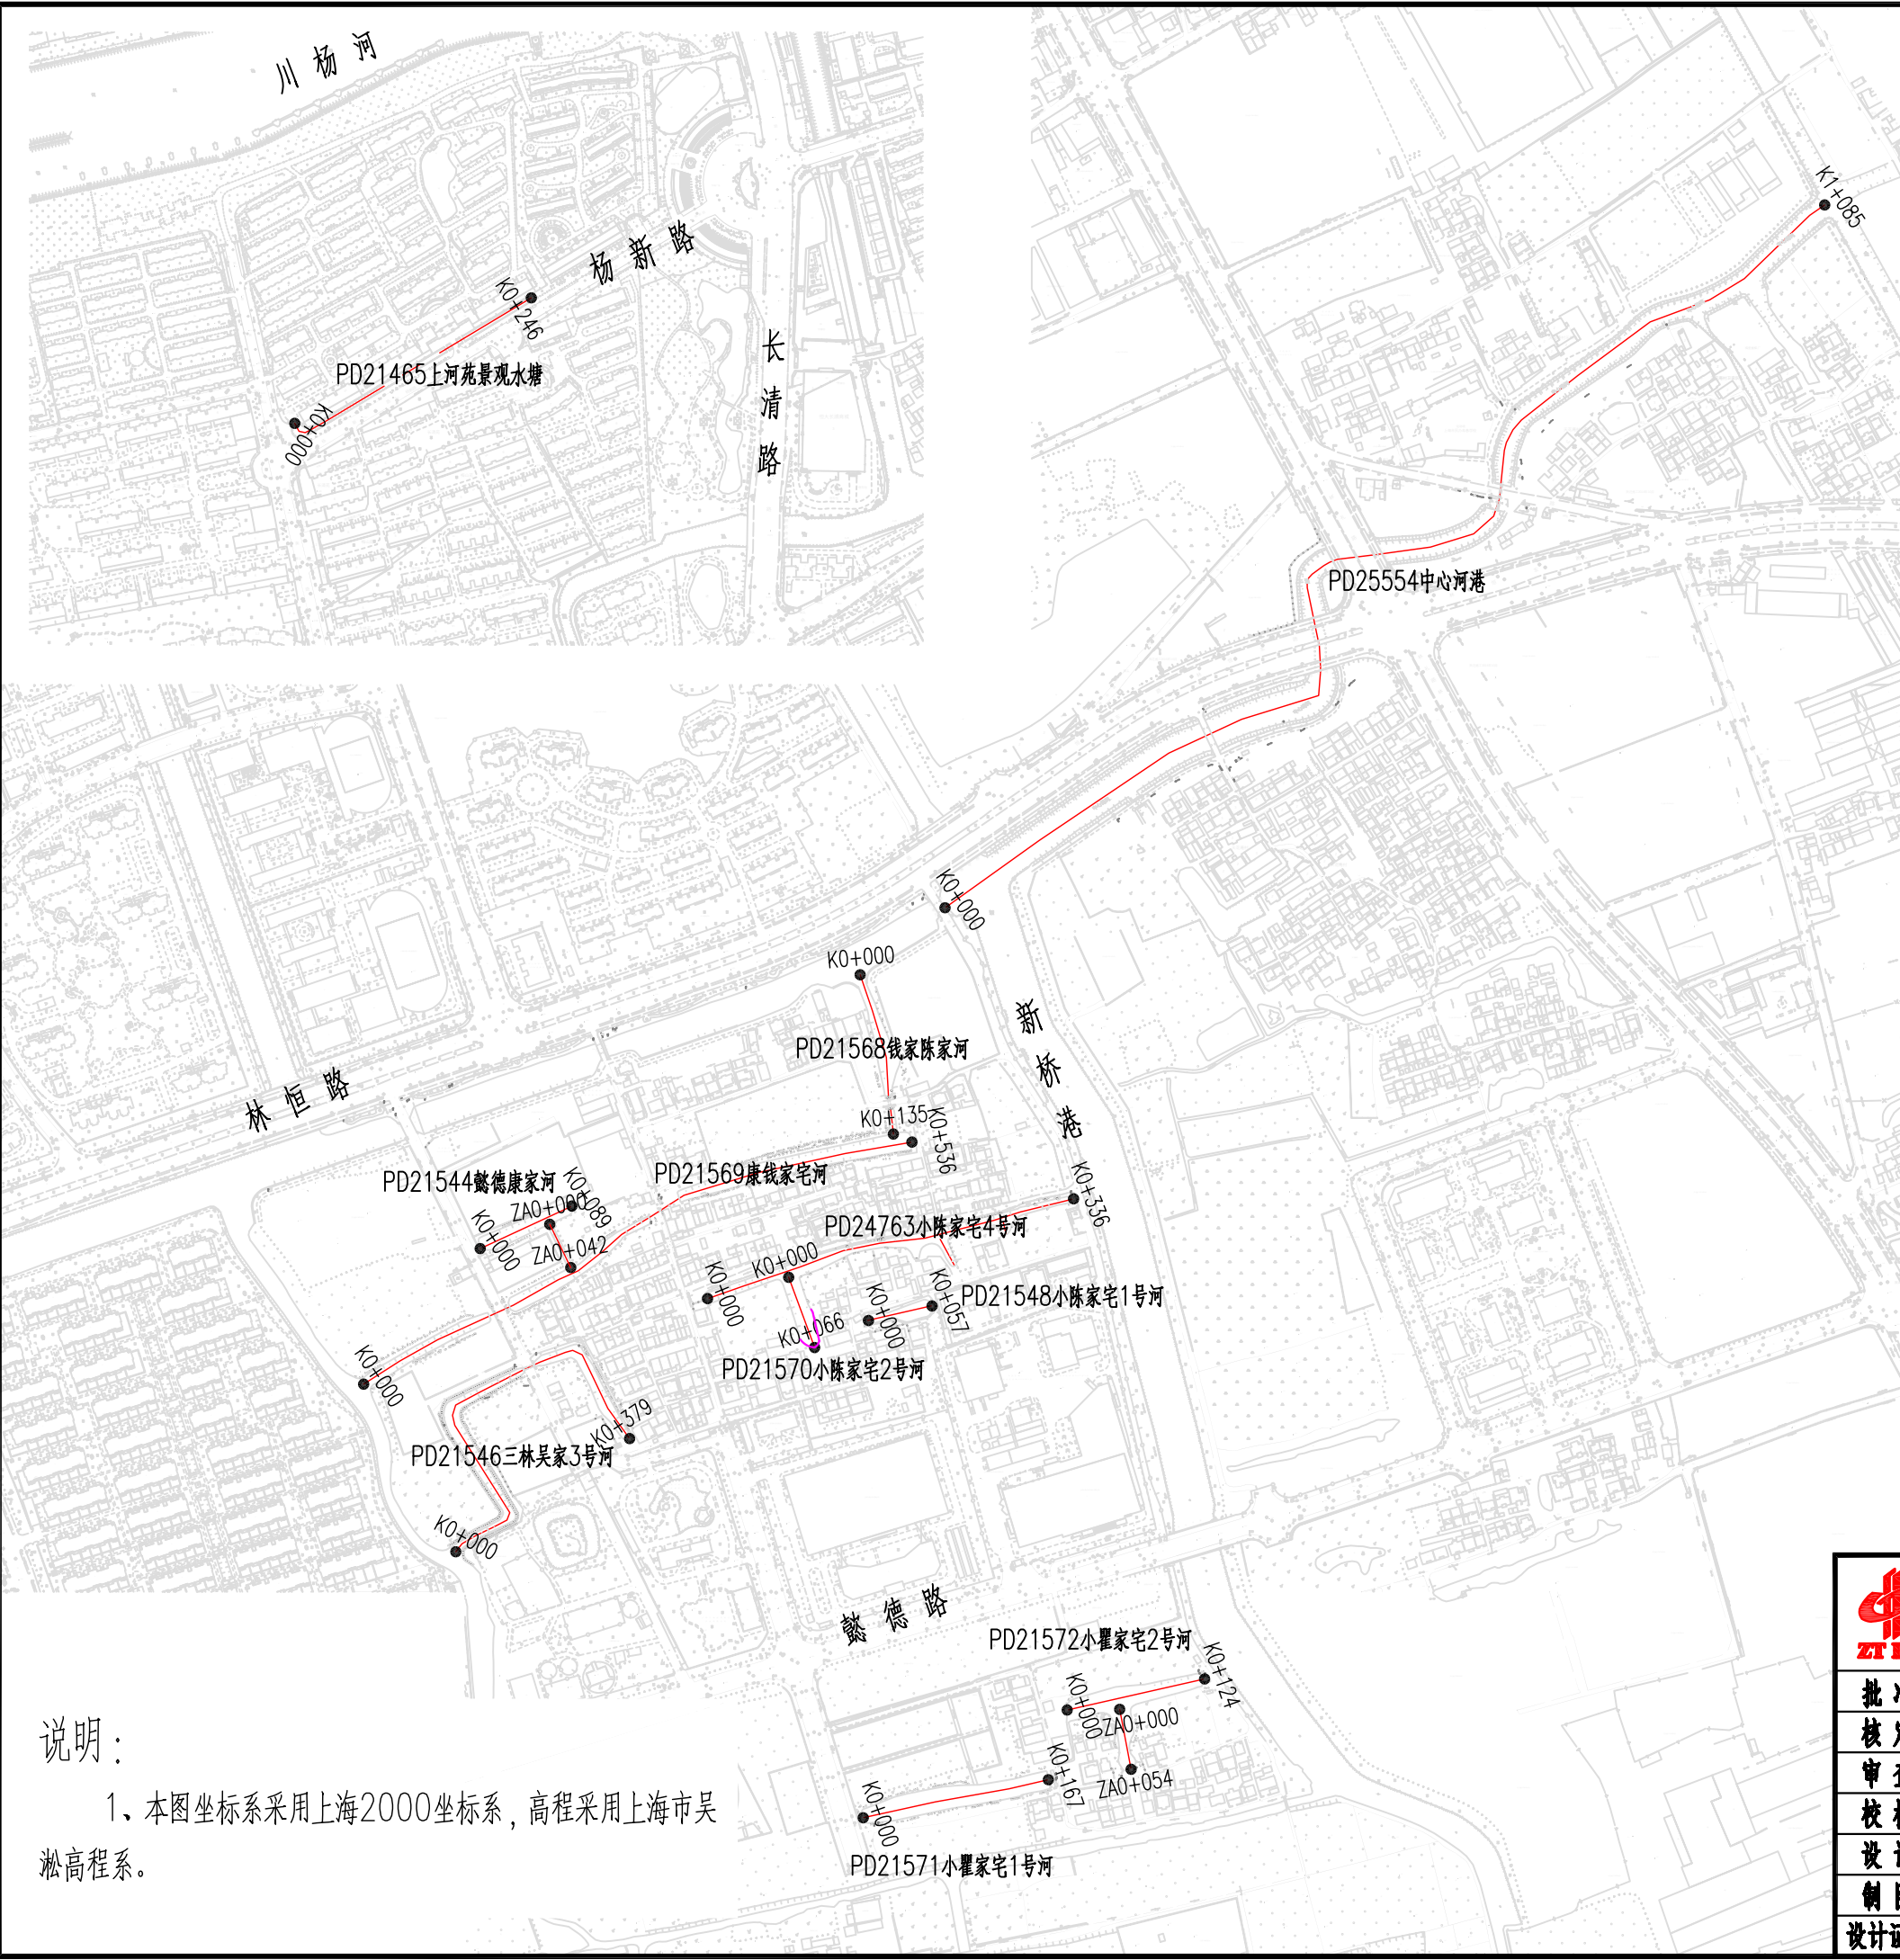 川杨河
K1+085
杨新路
K0+246
长清路
PD21465上河苑景观水塘
K0+000
PD25554中心河港
K0+000
K0+000
新桥港
PD21568钱家陈家河
林恒路
K0+135
K0+536
PD21544懿德康家河
PD21569康钱家宅河
K0+089
ZA0+000
K0+336
K0+000
PD24763小陈家宅4号河
ZA0+042
K0+000
K0+000
PD21548小陈家宅1号河
K0+057
K0+000
K0+066
PD21570小陈家宅2号河
K0+000
K0+379
PD21546三林吴家3号河
K0+000
懿德路
PD21572小瞿家宅2号河
K0+124
K0+000
ZA0+000
K0+167
ZA0+054
K0+000
PD21571小瞿家宅1号河
说明：
1、本图坐标系采用上海2000坐标系，高程采用上海市吴
淞高程系。
ZT
批
核
审
校
设
制
设计